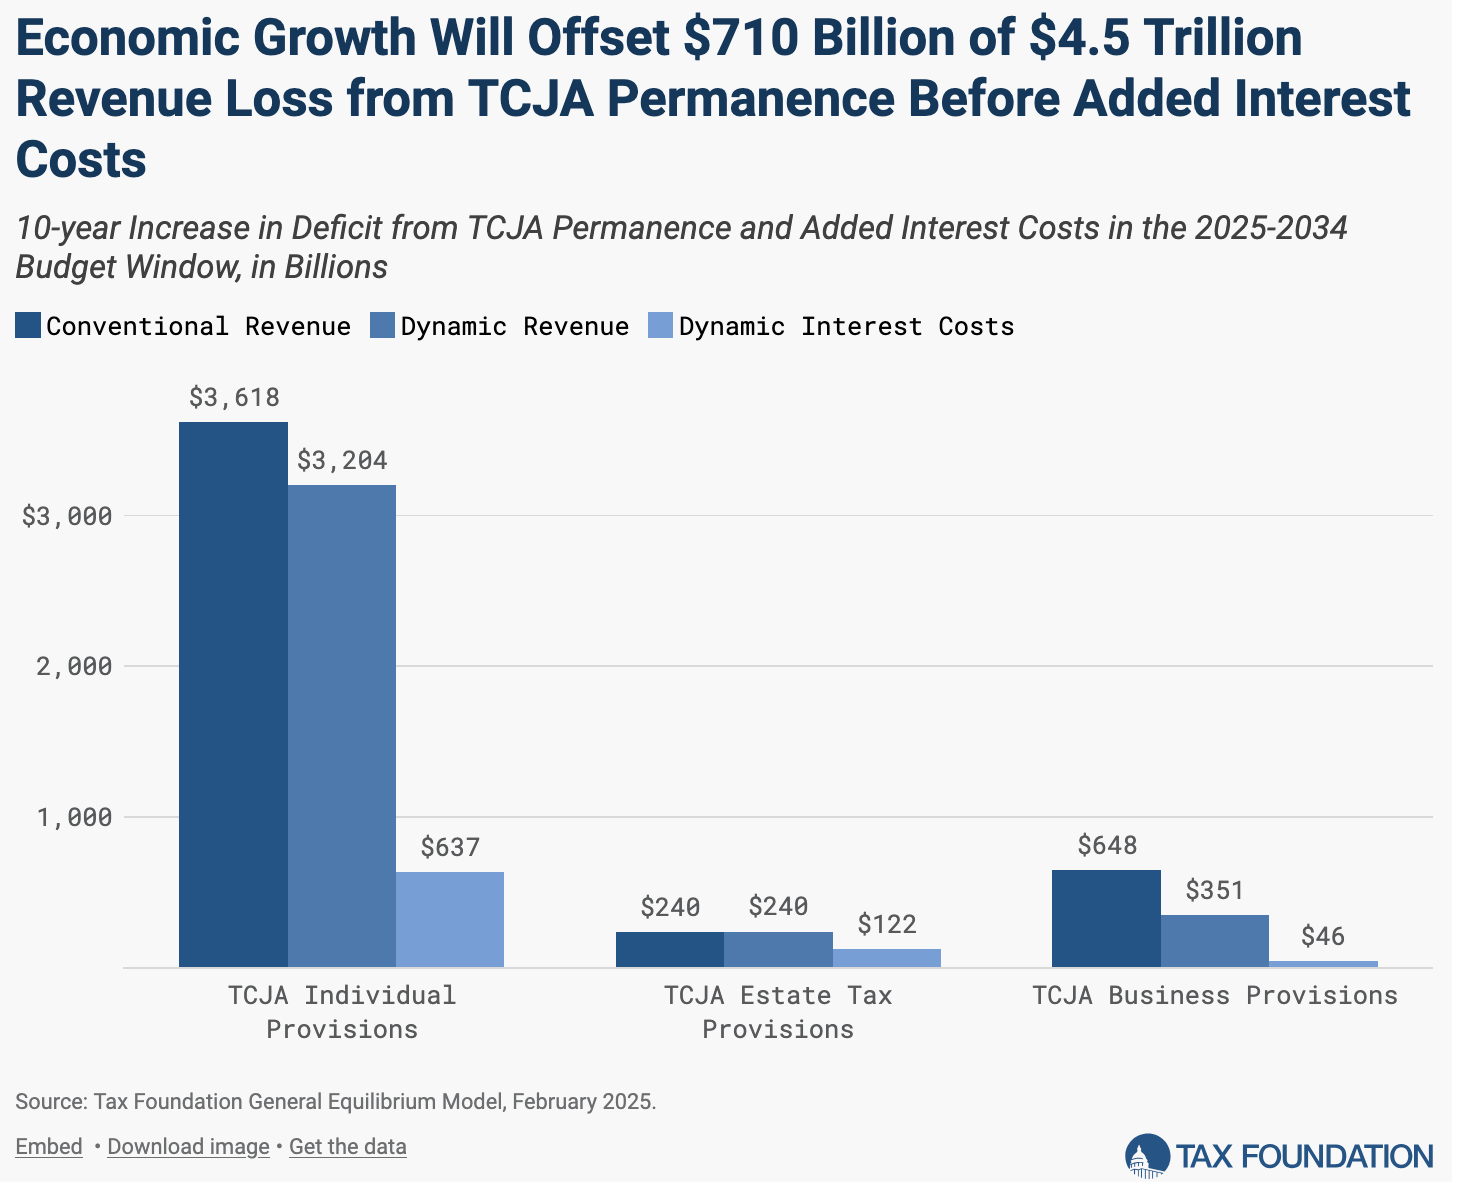 Economic Growth Will Offset $710 Billion of $4.5 Trillion
Revenue Loss from TCJA Permanence Before Added Interest
Costs
10-year Increase in Deficit from TCJA Permanence and Added Interest Costs in the 2025-2034
Budget Window, in Billions
Conventional Revenue Dynamic Revenue Dynamic Interest Costs
$3,618
$3,204
$3,000
2,000
1,000
$637
$240 $240 $122
$648
$351
$46
TCJA Individual
Provisions
TCJA Estate Tax
Provisions
TCJA Business Provisions
Source: Tax Foundation General Equilibrium Model, February 2025.
Embed • Download image • Get the data
TAX FOUNDATION